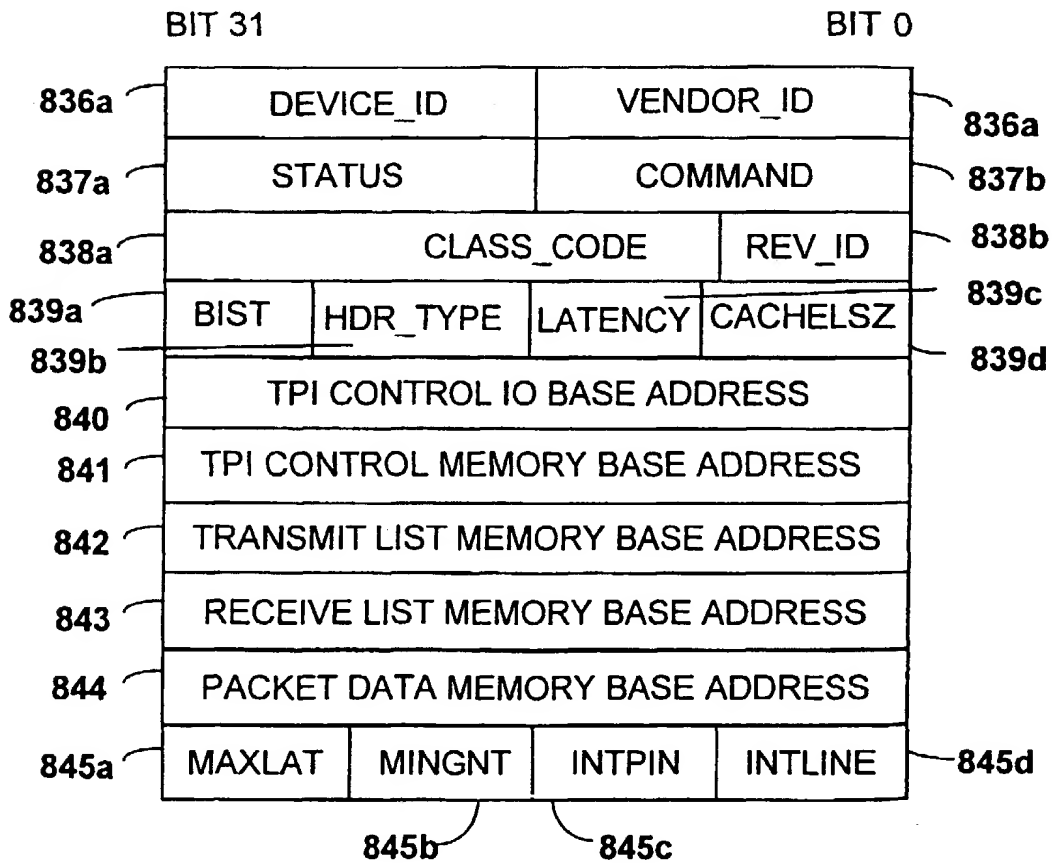 BIT 31 BIT 0
836a DEVICE_ID VENDOR_ID 836a
837a STATUS COMMAND 837b
838a CLASS_CODE REV_ID 838b
839a BIST HDR_TYPE LATENCY CACHELSZ 839c
839b 839d
840 TPI CONTROL IO BASE ADDRESS
841 TPI CONTROL MEMORY BASE ADDRESS
842 TRANSMIT LIST MEMORY BASE ADDRESS
843 RECEIVE LIST MEMORY BASE ADDRESS
844 PACKET DATA MEMORY BASE ADDRESS
845a MAXLAT MINGNT INTPIN INTLINE 845d
845b 845c